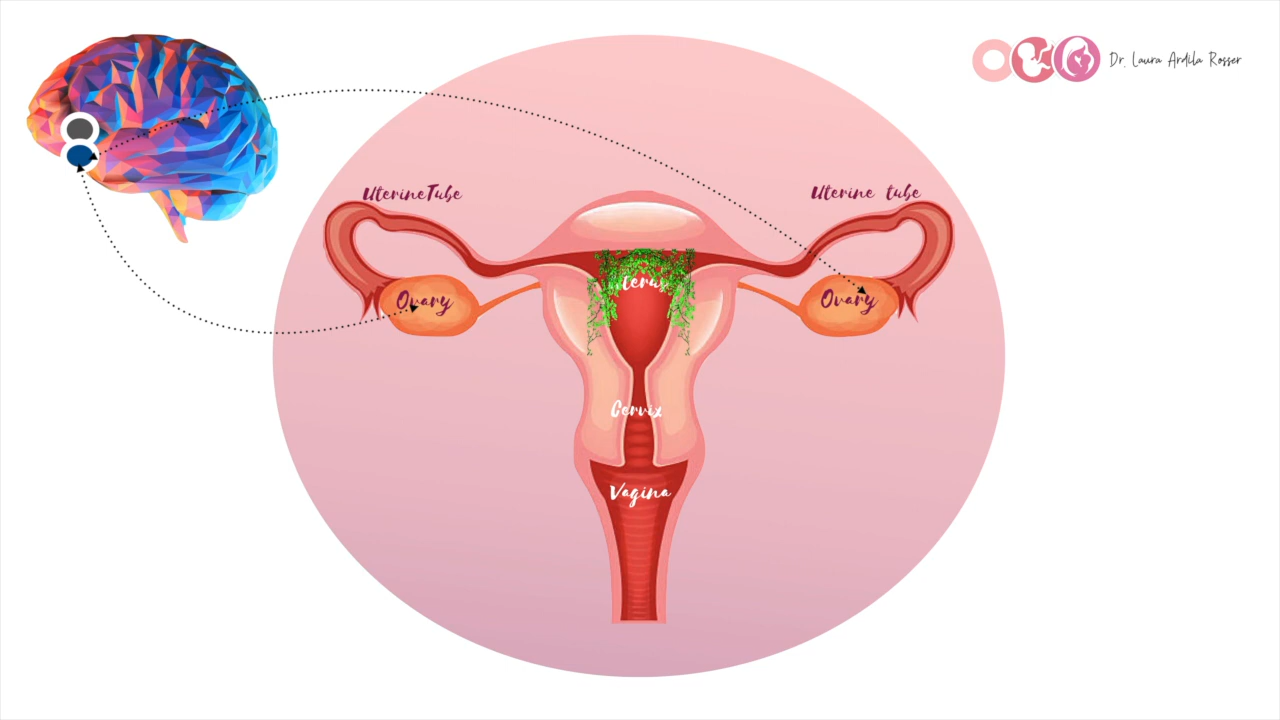 Dr. Laura Ardila Rosser
UterineTube
Uterine tube
Ovary
Ovary
Cervix
Vagina